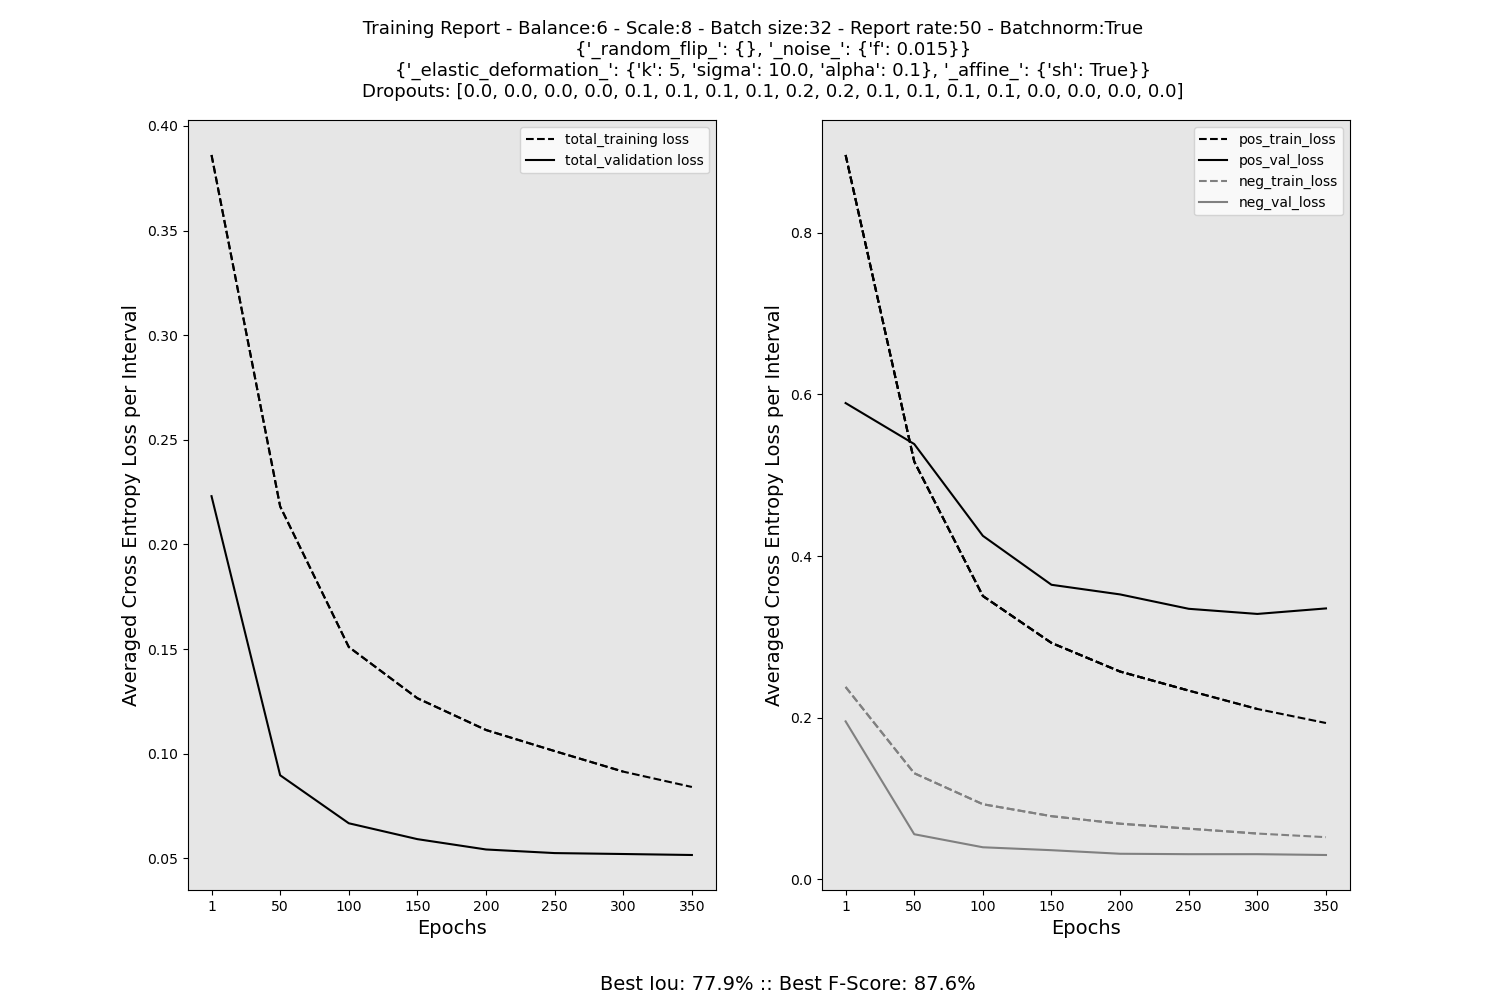 Training Report - Balance:6 - Scale:8 - Batch size:32 - Report rate:50 - Batchnorm:True
{'_random_flip_': {}, '_noise_': {'f': 0.015}}
{'_elastic_deformation_': {'k': 5, 'sigma': 10.0, 'alpha': 0.1}, '_affine_': {'sh': True}}
Dropouts: [0.0, 0.0, 0.0, 0.0, 0.1, 0.1, 0.1, 0.1, 0.2, 0.2, 0.1, 0.1, 0.1, 0.1, 0.0, 0.0, 0.0, 0.0]
Averaged Cross Entropy Loss per Interval
0.40
0.35
0.30
0.25
0.20
0.15
0.10
0.05
total_training loss
total_validation loss
1 50 100 150 200 250 300 350
Epochs
Averaged Cross Entropy Loss per Interval
0.8
0.6
0.4
0.2
0.0
pos_train_loss
pos_val_loss
neg_train_loss
neg_val_loss
1 50 100 150 200 250 300 350
Epochs
Best Iou: 77.9% :: Best F-Score: 87.6%